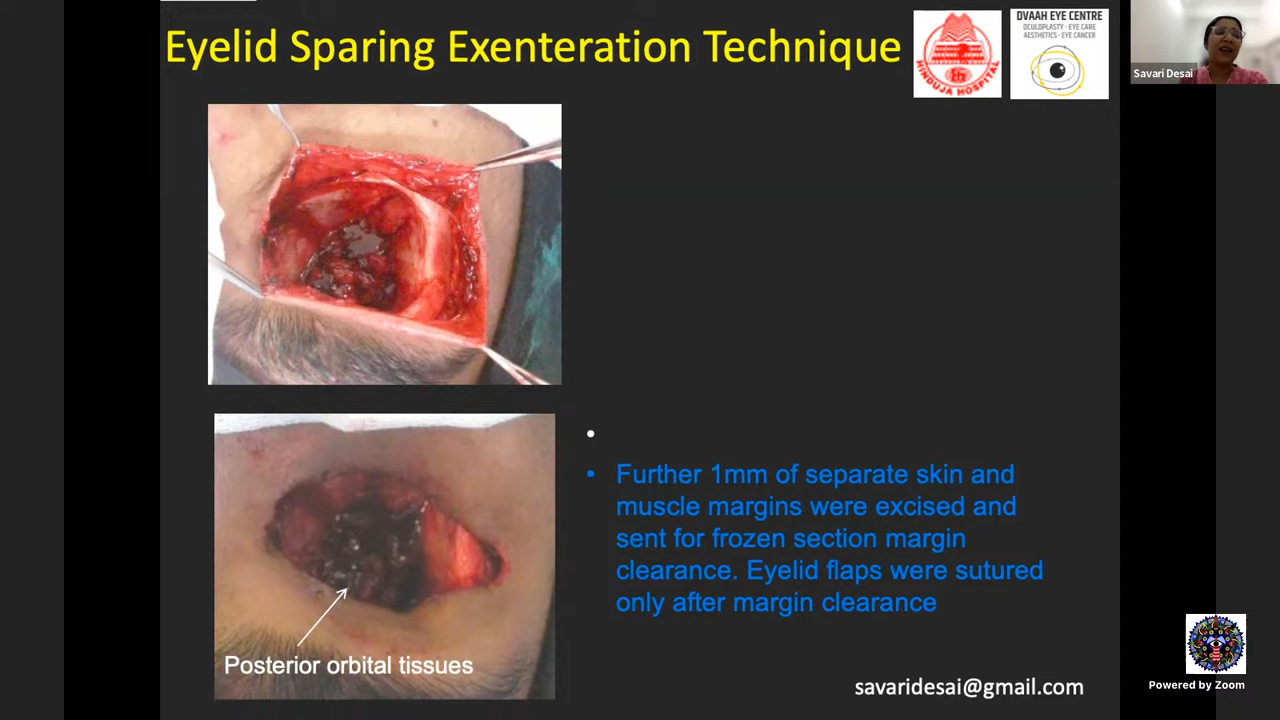 Eyelid Sparing Exenteration Technique
HINDUJA HOSPITAL
DVAAH EYE CENTRE
OCULOPLASTY · EYE CARE
AESTHETICS · EYE CANCER
Savari Desai
• Further 1mm of separate skin and
muscle margins were excised and
sent for frozen section margin
clearance. Eyelid flaps were sutured
only after margin clearance
Posterior orbital tissues
savaridesai@gmail.com
Powered by Zoom